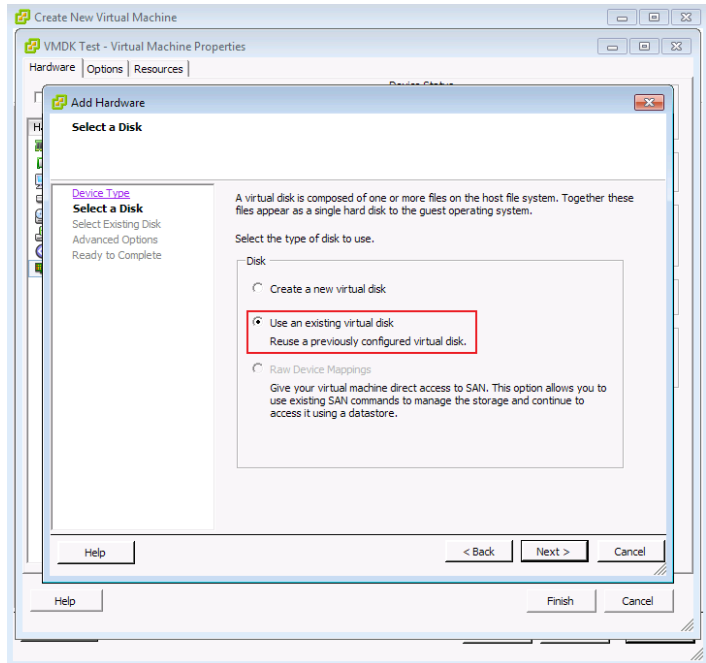 Create New Virtual Machine
VMDK Test - Virtual Machine Properties
Hardware Options Resources
Add Hardware
Select a Disk
Device Type
Select a Disk
Select Existing Disk
Advanced Options
Ready to Complete
A virtual disk is composed of one or more files on the host file system. Together these
files appear as a single hard disk to the guest operating system.
Select the type of disk to use.
Disk
Create a new virtual disk
Use an existing virtual disk
Reuse a previously configured virtual disk.
Raw Device Mappings
Give your virtual machine direct access to SAN. This option allows you to
use existing SAN commands to manage the storage and continue to
access it using a datastore.
Help < Back Next > Cancel
Help Finish Cancel